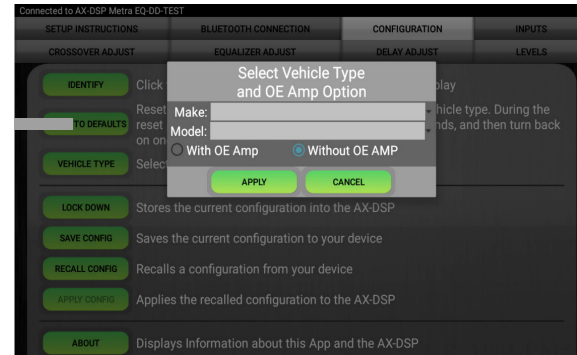 Connected to AX-DSP Metra EQ-DD-TEST
SETUP INSTRUCTIONS BLUETOOTH CONNECTION CONFIGURATION INPUTS
CROSSOVER ADJUST EQUALIZER ADJUST DELAY ADJUST LEVELS
IDENTIFY Click play
TO DEFAULTS Reset hicle type. During the
reset nds, and then turn back
on on
VEHICLE TYPE Selec
Select Vehicle Type
and OE Amp Option
Make:
Model:
With OE Amp Without OE AMP
APPLY CANCEL
LOCK DOWN Stores the current configuration into the AX-DSP
SAVE CONFIG Saves the current configuration to your device
RECALL CONFIG Recalls a configuration from your device
APPLY CONFIG Applies the recalled configuration to the AX-DSP
ABOUT Displays Information about this App and the AX-DSP